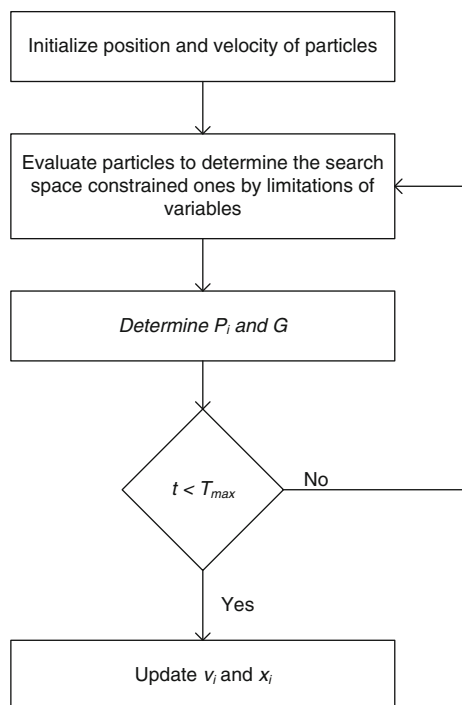 Initialize position and velocity of particles
Evaluate particles to determine the search
space constrained ones by limitations of
variables
Determine Pi and G
t < Tmax
No
Yes
Update vi and xi